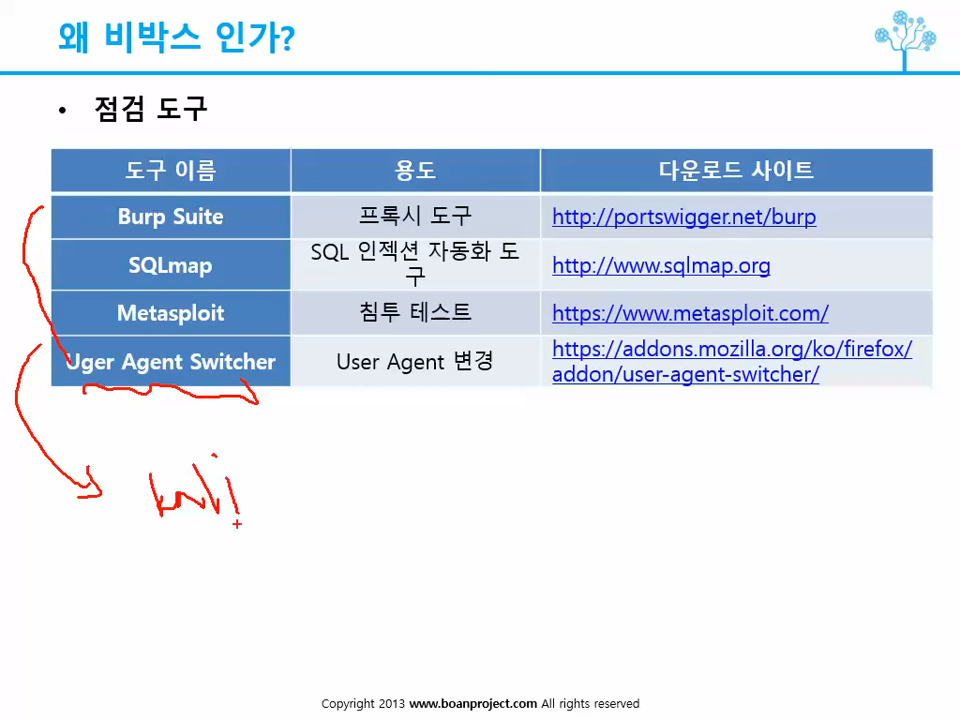 왜 비박스 인가?
• 점검 도구
도구 이름 용도 다운로드 사이트
Burp Suite 프록시 도구 http://portswigger.net/burp
SQLmap SQL 인젝션 자동화 도
구 http://www.sqlmap.org
Metasploit 침투 테스트 https://www.metasploit.com/
Uger Agent Switcher User Agent 변경 https://addons.mozilla.org/ko/firefox/
addon/user-agent-switcher/
Copyright 2013 www.boanproject.com All rights reserved